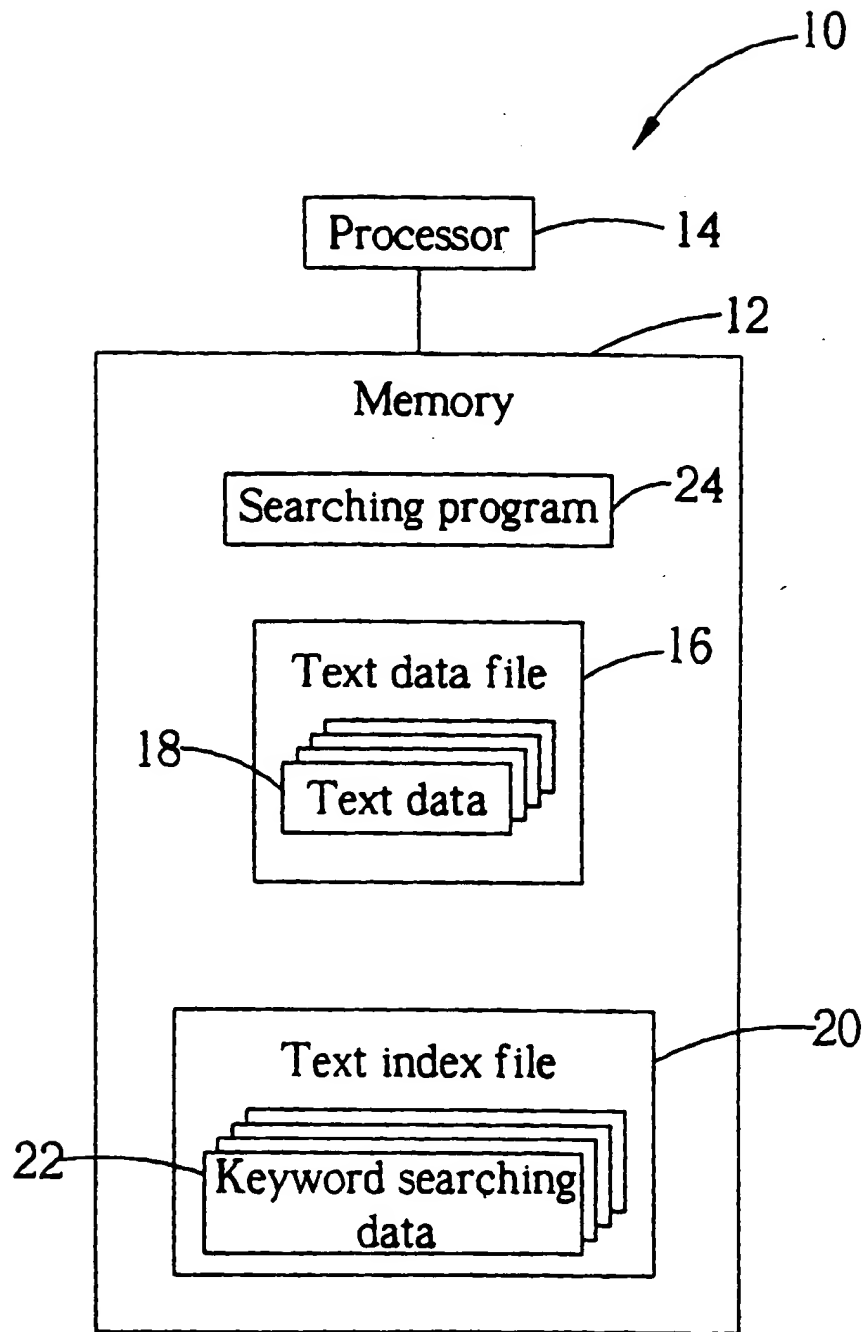 10
Processor
14
12
Memory
Searching program
24
Text data file
16
18
Text data
20
Text index file
22
Keyword searching
data